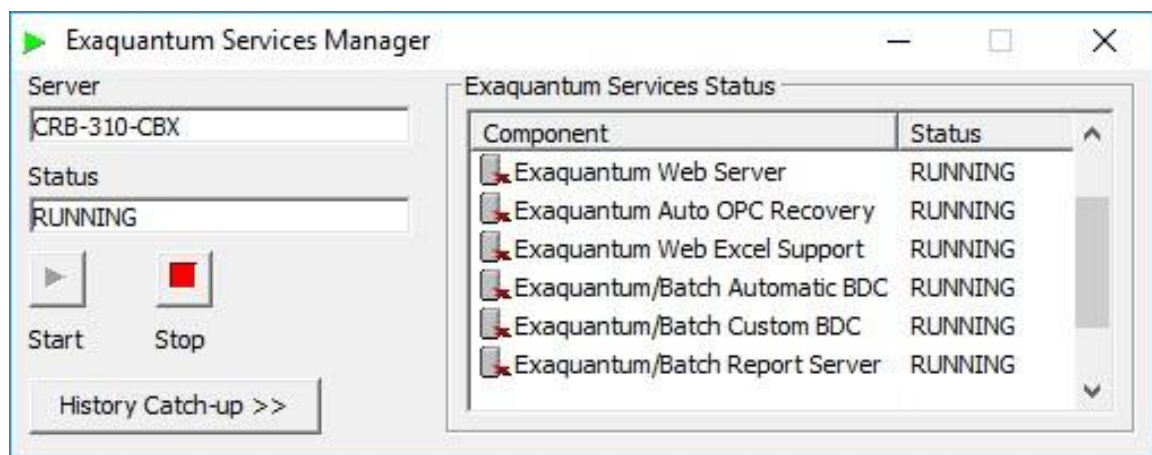 Exaquantum Services Manager
Server
CRB-310-CBX
Status
RUNNING
Start Stop
History Catch-up >>
Exaquantum Services Status
Component Status
Exaquantum Web Server RUNNING
Exaquantum Auto OPC Recovery RUNNING
Exaquantum Web Excel Support RUNNING
Exaquantum/Batch Automatic BDC RUNNING
Exaquantum/Batch Custom BDC RUNNING
Exaquantum/Batch Report Server RUNNING